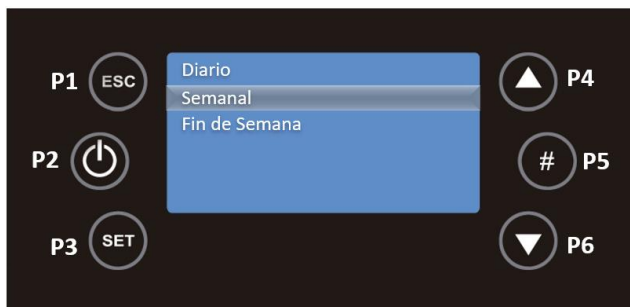 P1 ESC
P2
P3 SET
Diario
Semanal
Fin de Semana
P4
# P5
P6